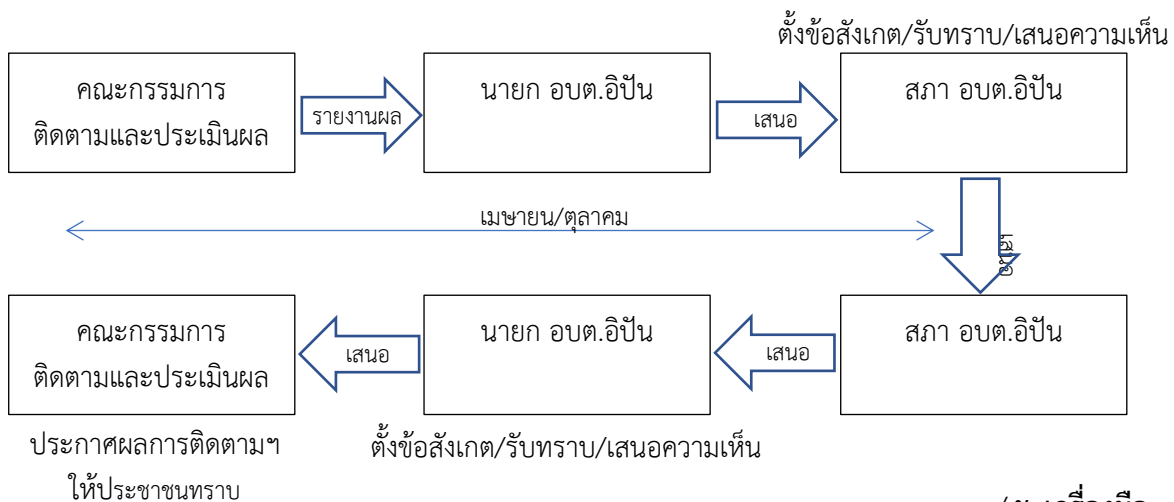 ตั้งข้อสังเกต/รับทราบ/เสนอความเห็น
คณะกรรมการ
ติดตามและประเมินผล
รายงานผล
นายก อบต.อิปัน
เสนอ
สภา อบต.อิปัน
เมษายน/ตุลาคม
เสนอ
คณะกรรมการ
ติดตามและประเมินผล
เสนอ
นายก อบต.อิปัน
เสนอ
สภา อบต.อิปัน
ประกาศผลการติดตามฯ
ให้ประชาชนทราบ
ตั้งข้อสังเกต/รับทราบ/เสนอความเห็น